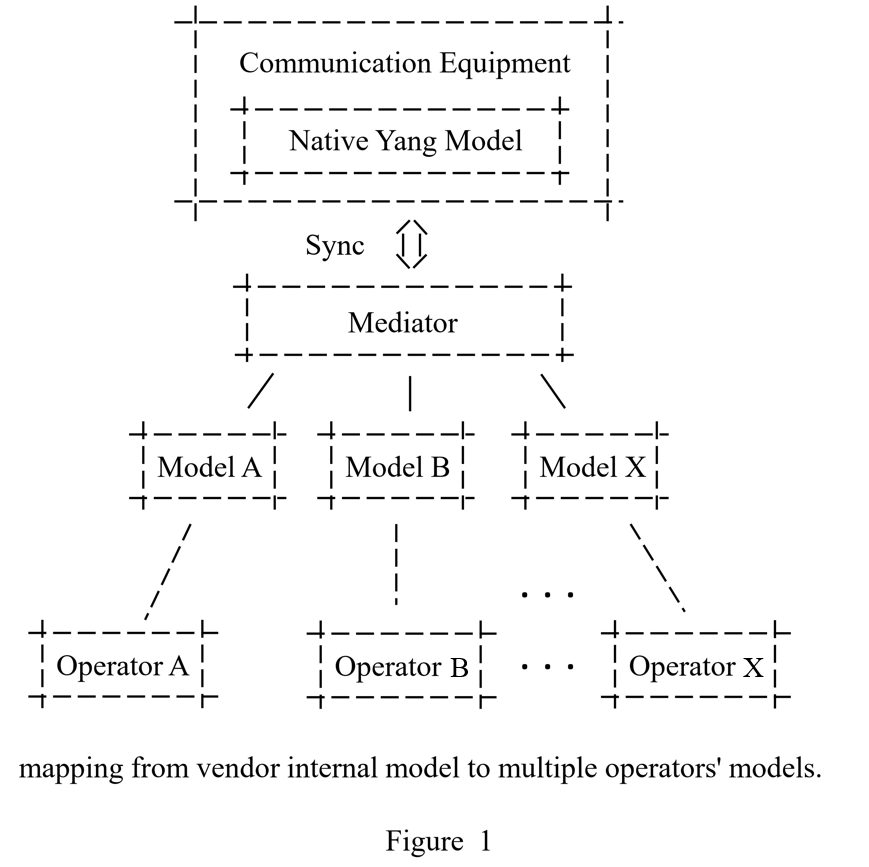 Communication Equipment
Native Yang Model
Sync
Mediator
Model A Model B Model X
. . .
Operator A Operator B . . . Operator X
mapping from vendor internal model to multiple operators' models.
Figure 1